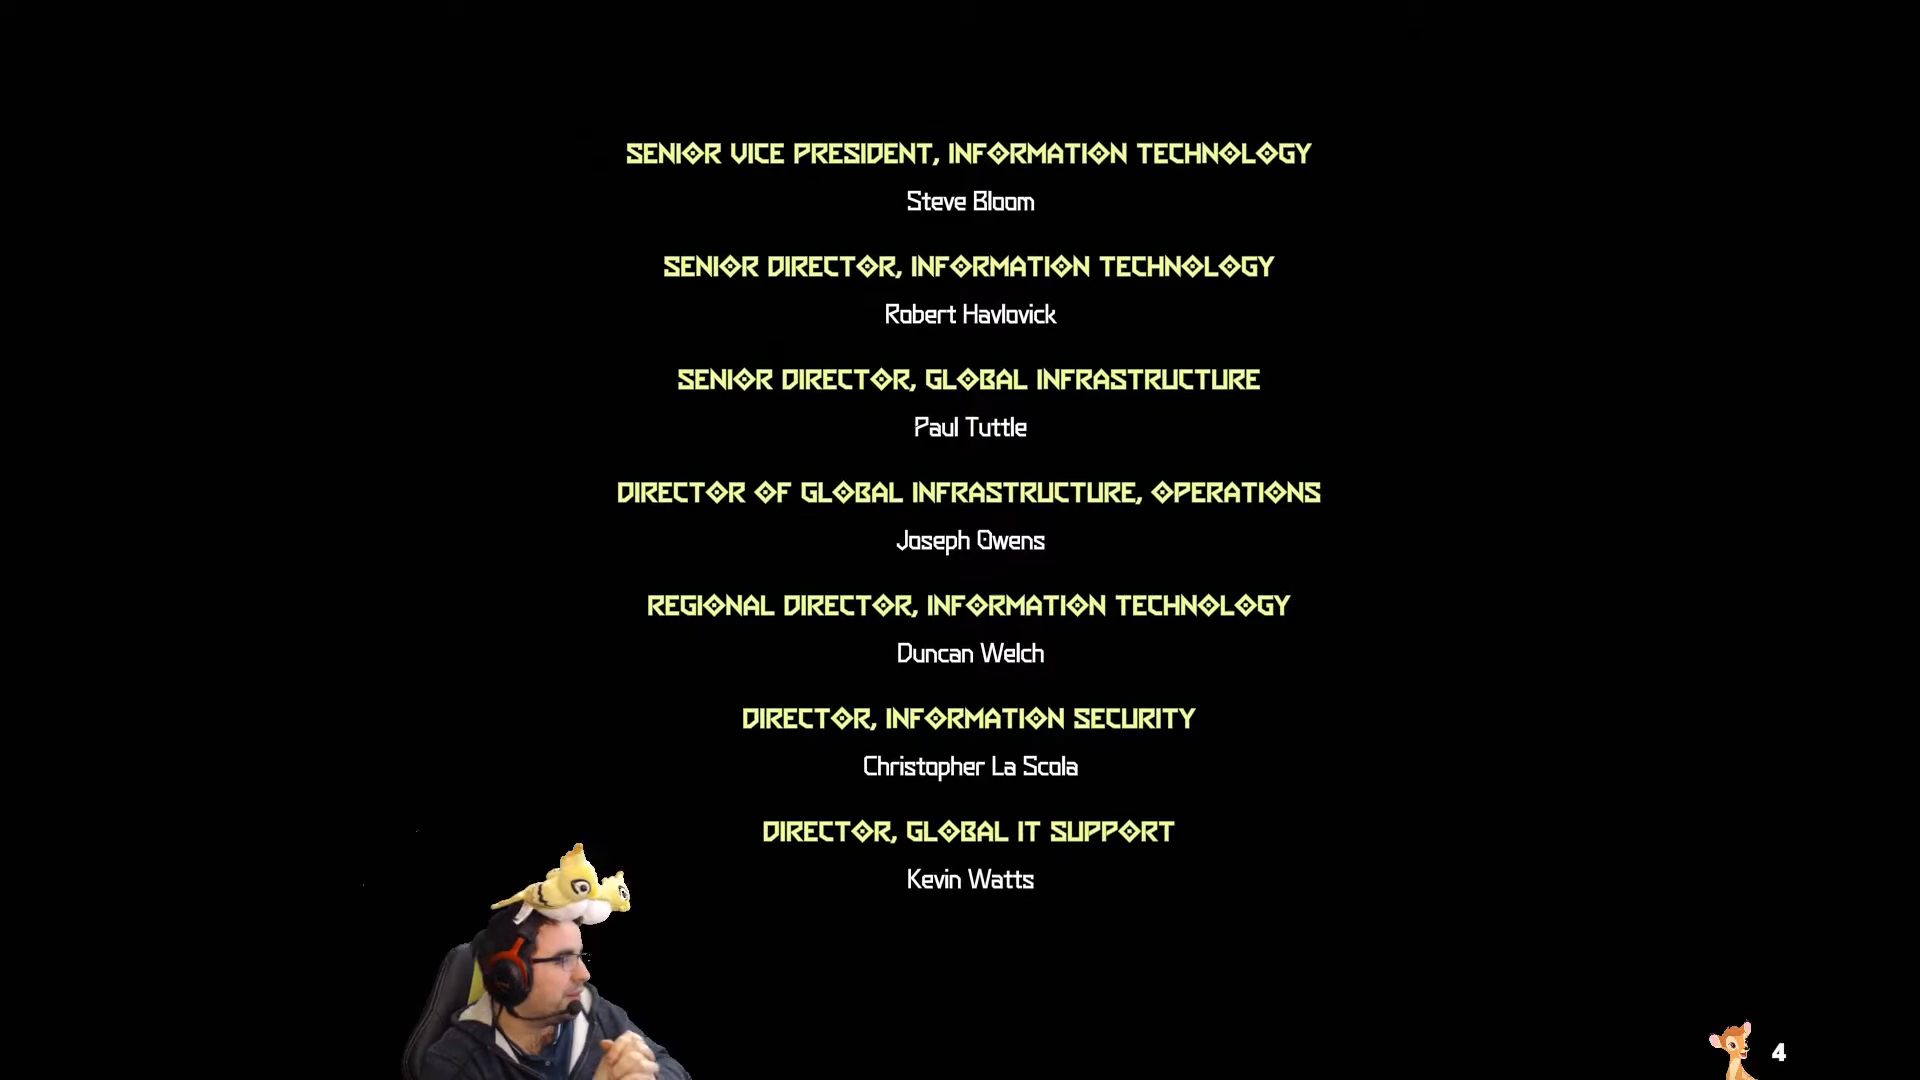 SENIOR VICE PRESIDENT, INFORMATION TECHNOLOGY
Steve Bloom
SENIOR DIRECTOR, INFORMATION TECHNOLOGY
Robert Havlovick
SENIOR DIRECTOR, GLOBAL INFRASTRUCTURE
Paul Tuttle
DIRECTOR OF GLOBAL INFRASTRUCTURE, OPERATIONS
Joseph Owens
REGIONAL DIRECTOR, INFORMATION TECHNOLOGY
Duncan Welch
DIRECTOR, INFORMATION SECURITY
Christopher La Scola
DIRECTOR, GLOBAL IT SUPPORT
Kevin Watts
4